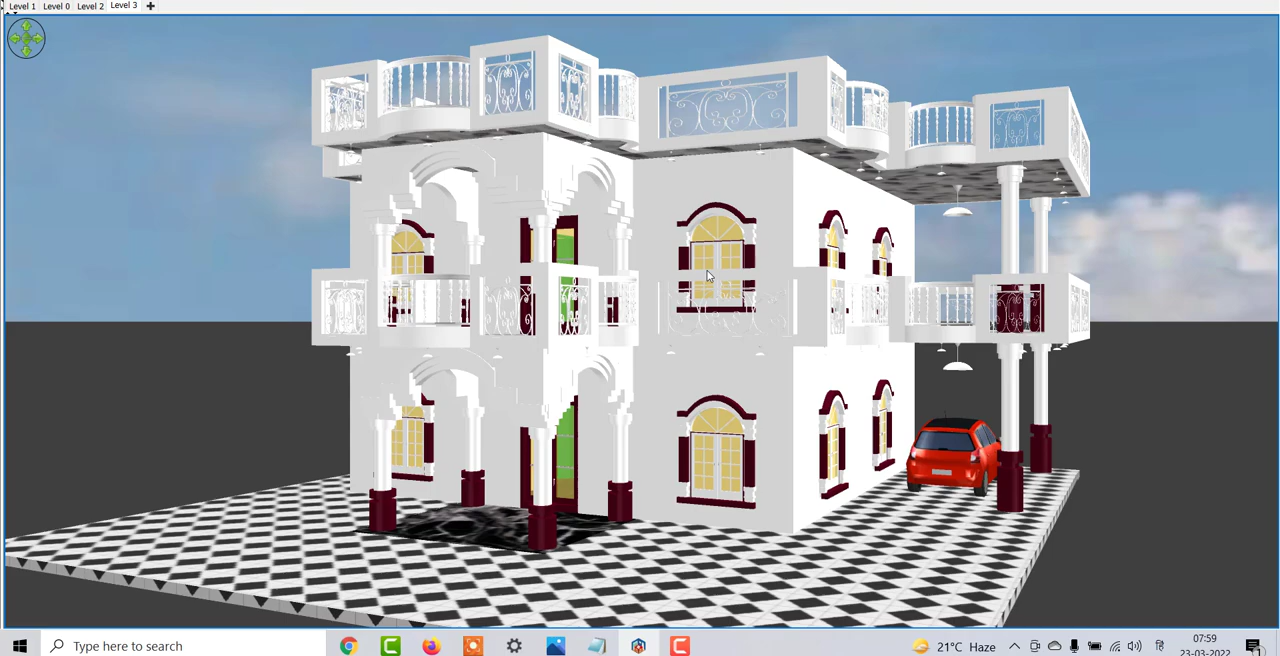 Level 1 Level 0 Level 2 Level 3
Type here to search
21°C Haze
07:59
23-03-2022
1